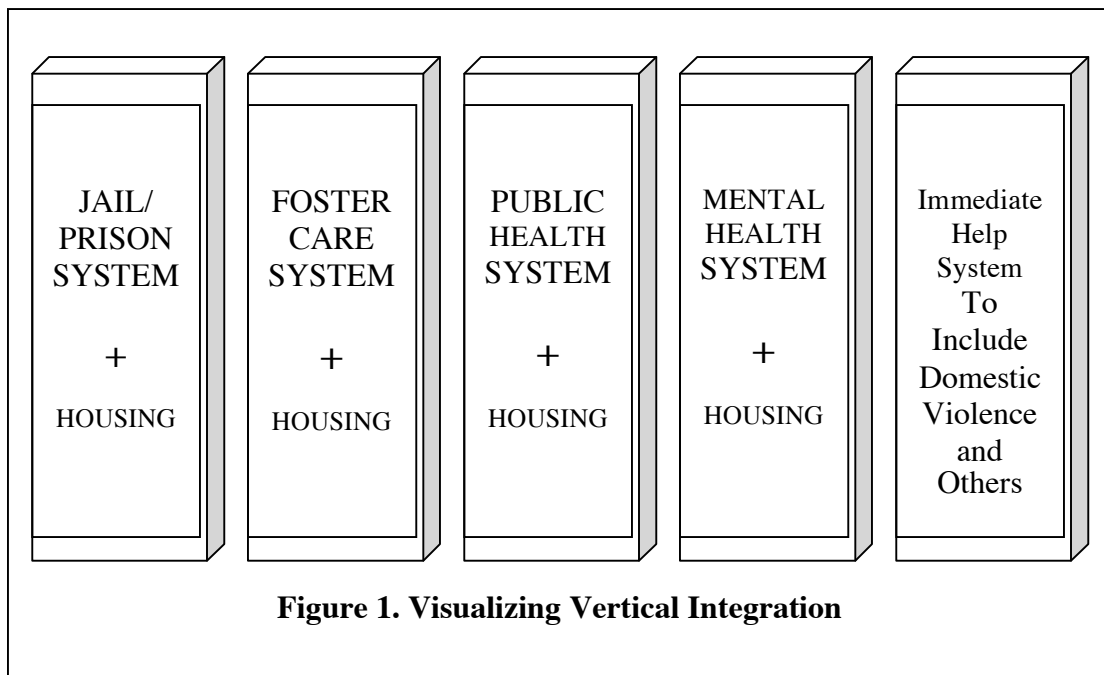 JAIL/
PRISON
SYSTEM
+
HOUSING
FOSTER
CARE
SYSTEM
+
HOUSING
PUBLIC
HEALTH
SYSTEM
+
HOUSING
MENTAL
HEALTH
SYSTEM
+
HOUSING
Immediate
Help
System
To
Include
Domestic
Violence
and
Others
Figure 1. Visualizing Vertical Integration